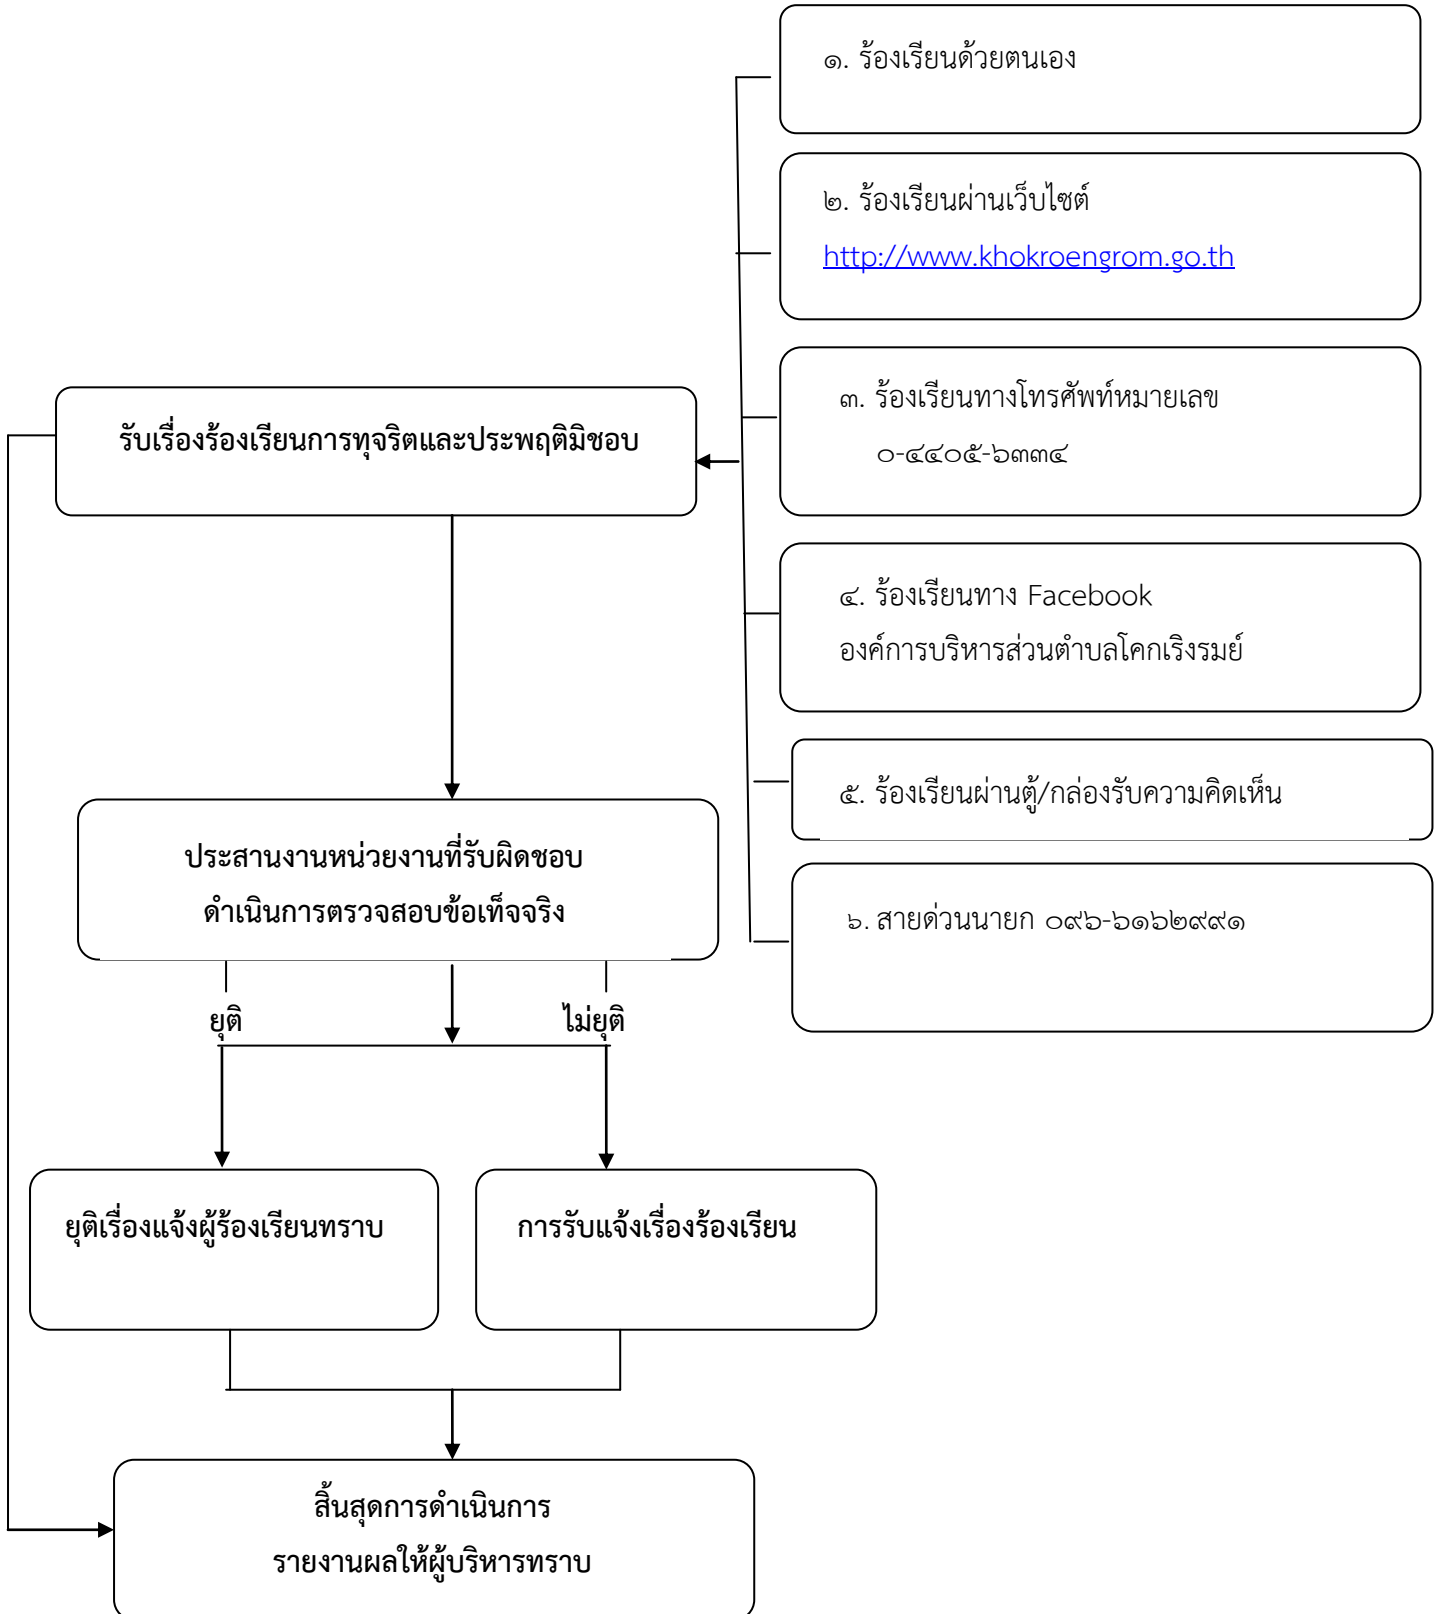 ๑. ร้องเรียนด้วยตนเอง
๒. ร้องเรียนผ่านเว็บไซต์
http://www.khokroengrom.go.th
๓. ร้องเรียนทางโทรศัพท์หมายเลข
๐-๔๔๐๕-๖๓๓๔
๔. ร้องเรียนทาง Facebook
องค์การบริหารส่วนตำบลโคกเริงรมย์
๕. ร้องเรียนผ่านตู้/กล่องรับความคิดเห็น
๖. สายด่วนนายก ๐๙๖-๖๑๖๒๙๙๑
รับเรื่องร้องเรียนการทุจริตและประพฤติมิชอบ
ประสานงานหน่วยงานที่รับผิดชอบ
ดำเนินการตรวจสอบข้อเท็จจริง
ยุติ
ไม่ยุติ
ยุติเรื่องแจ้งผู้ร้องเรียนทราบ
การรับแจ้งเรื่องร้องเรียน
สิ้นสุดการดำเนินการ
รายงานผลให้ผู้บริหารทราบ